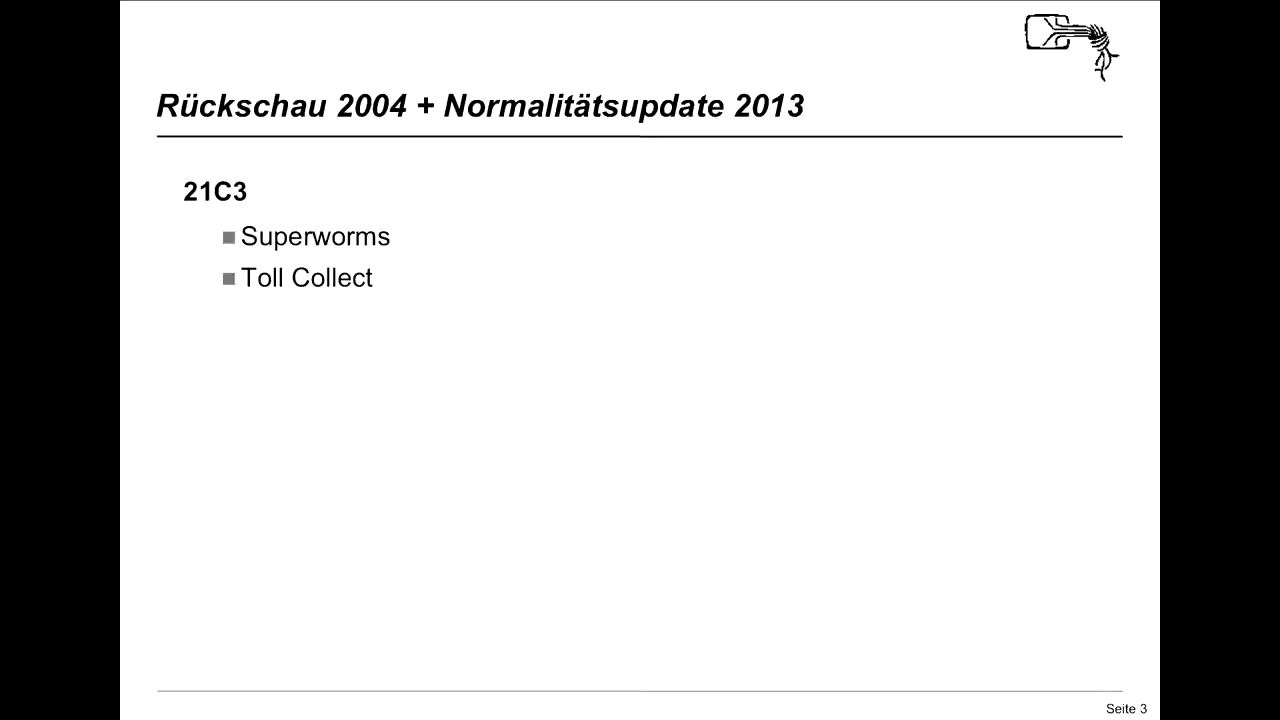 Rückschau 2004 + Normalitätsupdate 2013
21C3
Superworms
Toll Collect
Seite 3